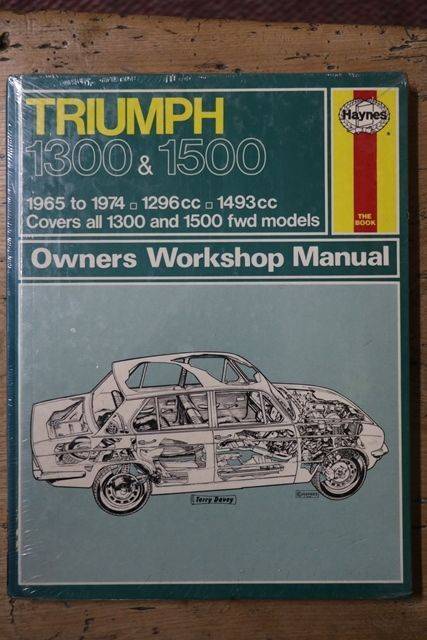 TRIUMPH
1300 & 1500
1965 to 1974 □ 1296cc □ 1493cc
Covers all 1300 and 1500 fwd models
Haynes
THE
BOOK
Owners Workshop Manual
Terry Davey